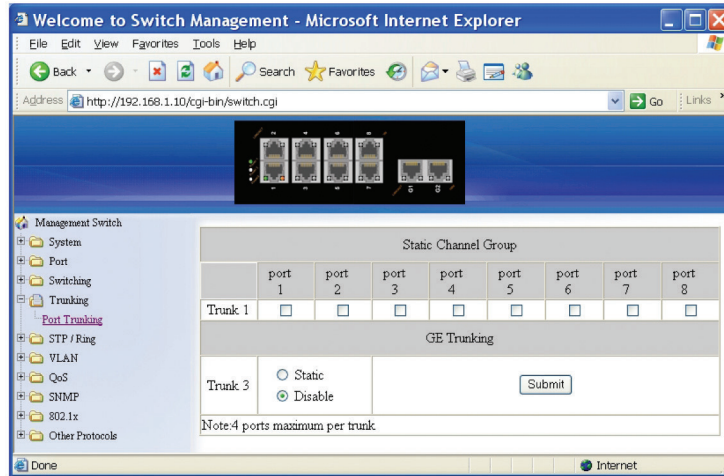 Welcome to Switch Management - Microsoft Internet Explorer
File Edit View Favorites Tools Help
Back Search Favorites
Address http://192.168.1.10/cgi-bin/switch.cgi Go Links
G1 G2
Management Switch
System
Port
Switching
Trunking
Port Trunking
STP / Ring
VLAN
QoS
SNMP
802.1x
Other Protocols
Static Channel Group
port 1 port 2 port 3 port 4 port 5 port 6 port 7 port 8
Trunk 1
GE Trunking
Trunk 3 Static
Disable
Submit
Note:4 ports maximum per trunk
Done Internet